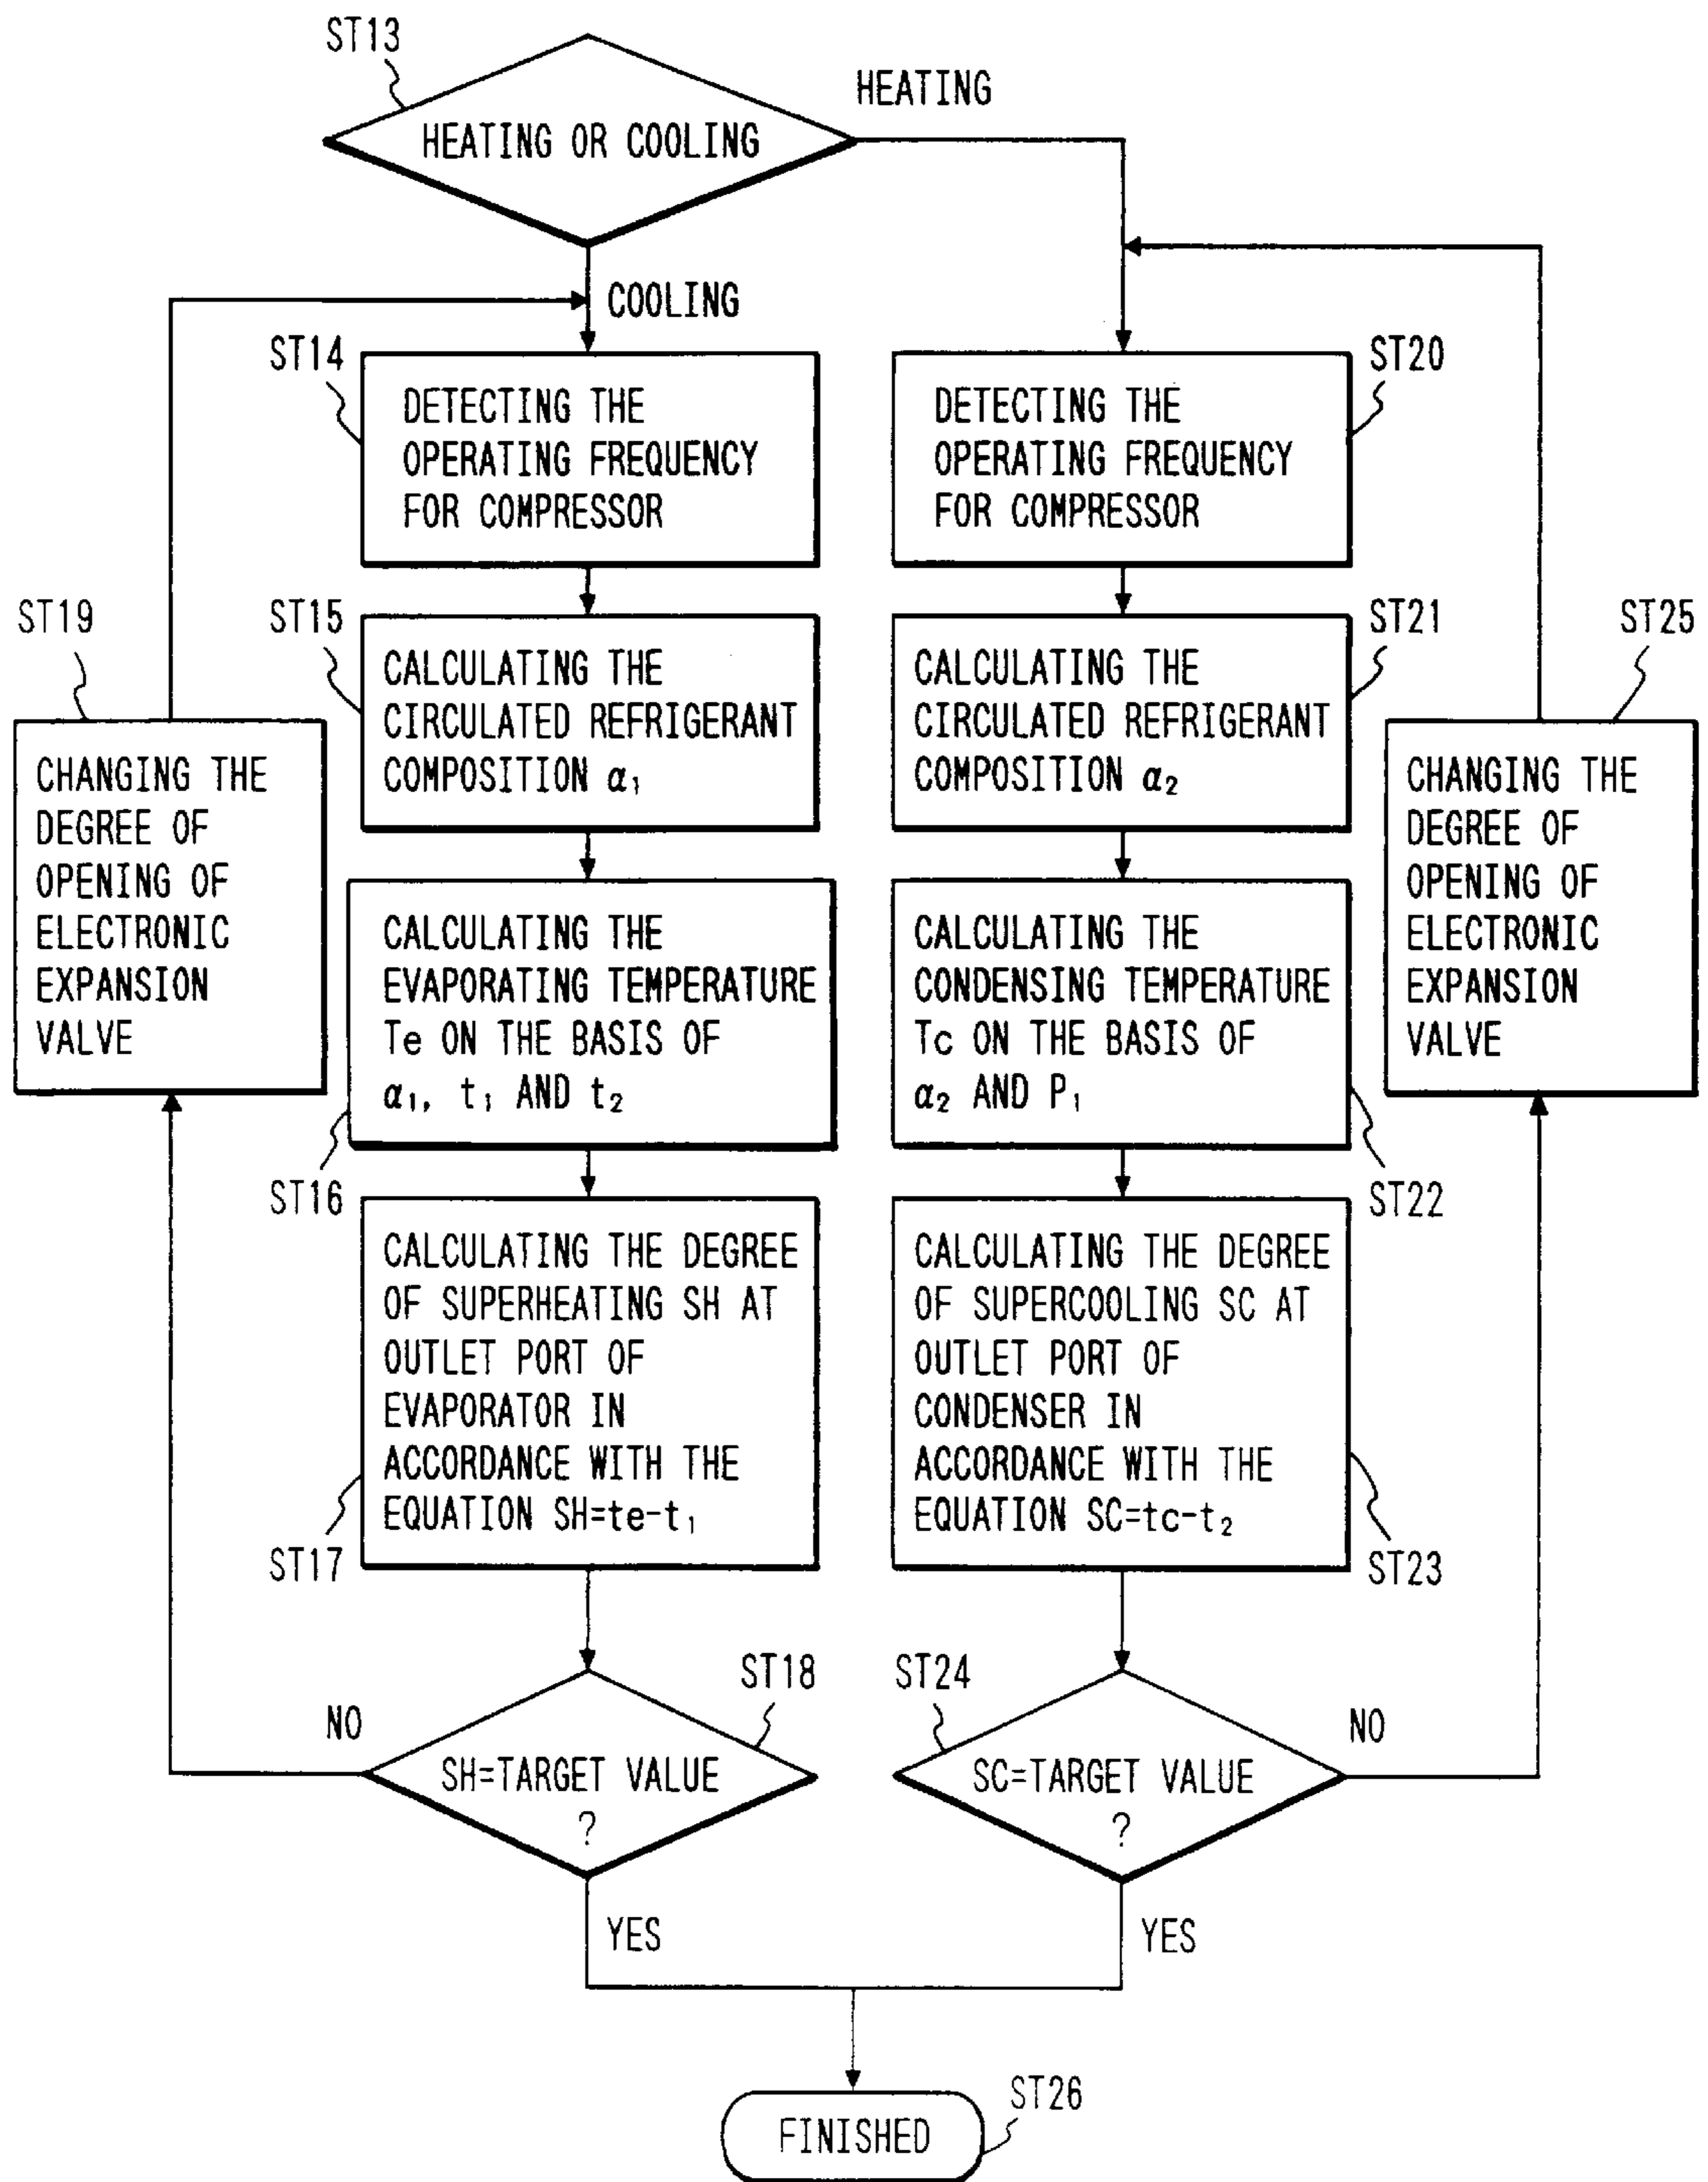 ST13
HEATING
HEATING OR COOLING
COOLING
ST14
DETECTING THE
OPERATING FREQUENCY
FOR COMPRESSOR
ST20
DETECTING THE
OPERATING FREQUENCY
FOR COMPRESSOR
ST19
CHANGING THE
DEGREE OF
OPENING OF
ELECTRONIC
EXPANSION
VALVE
ST15
CALCULATING THE
CIRCULATED REFRIGERANT
COMPOSITION α₁
ST21
CALCULATING THE
CIRCULATED REFRIGERANT
COMPOSITION α₂
ST25
CHANGING THE
DEGREE OF
OPENING OF
ELECTRONIC
EXPANSION
VALVE
CALCULATING THE
EVAPORATING TEMPERATURE
Te ON THE BASIS OF
α₁, t₁ AND t₂
ST16
CALCULATING THE
CONDENSING TEMPERATURE
Tc ON THE BASIS OF
α₂ AND P₁
ST22
CALCULATING THE DEGREE
OF SUPERHEATING SH AT
OUTLET PORT OF
EVAPORATOR IN
ACCORDANCE WITH THE
EQUATION SH=te-t₁
ST17
CALCULATING THE DEGREE
OF SUPERCOOLING SC AT
OUTLET PORT OF
CONDENSER IN
ACCORDANCE WITH THE
EQUATION SC=tc-t₂
ST23
ST18
NO
SH=TARGET VALUE
?
YES
ST24
NO
SC=TARGET VALUE
?
YES
ST26
FINISHED